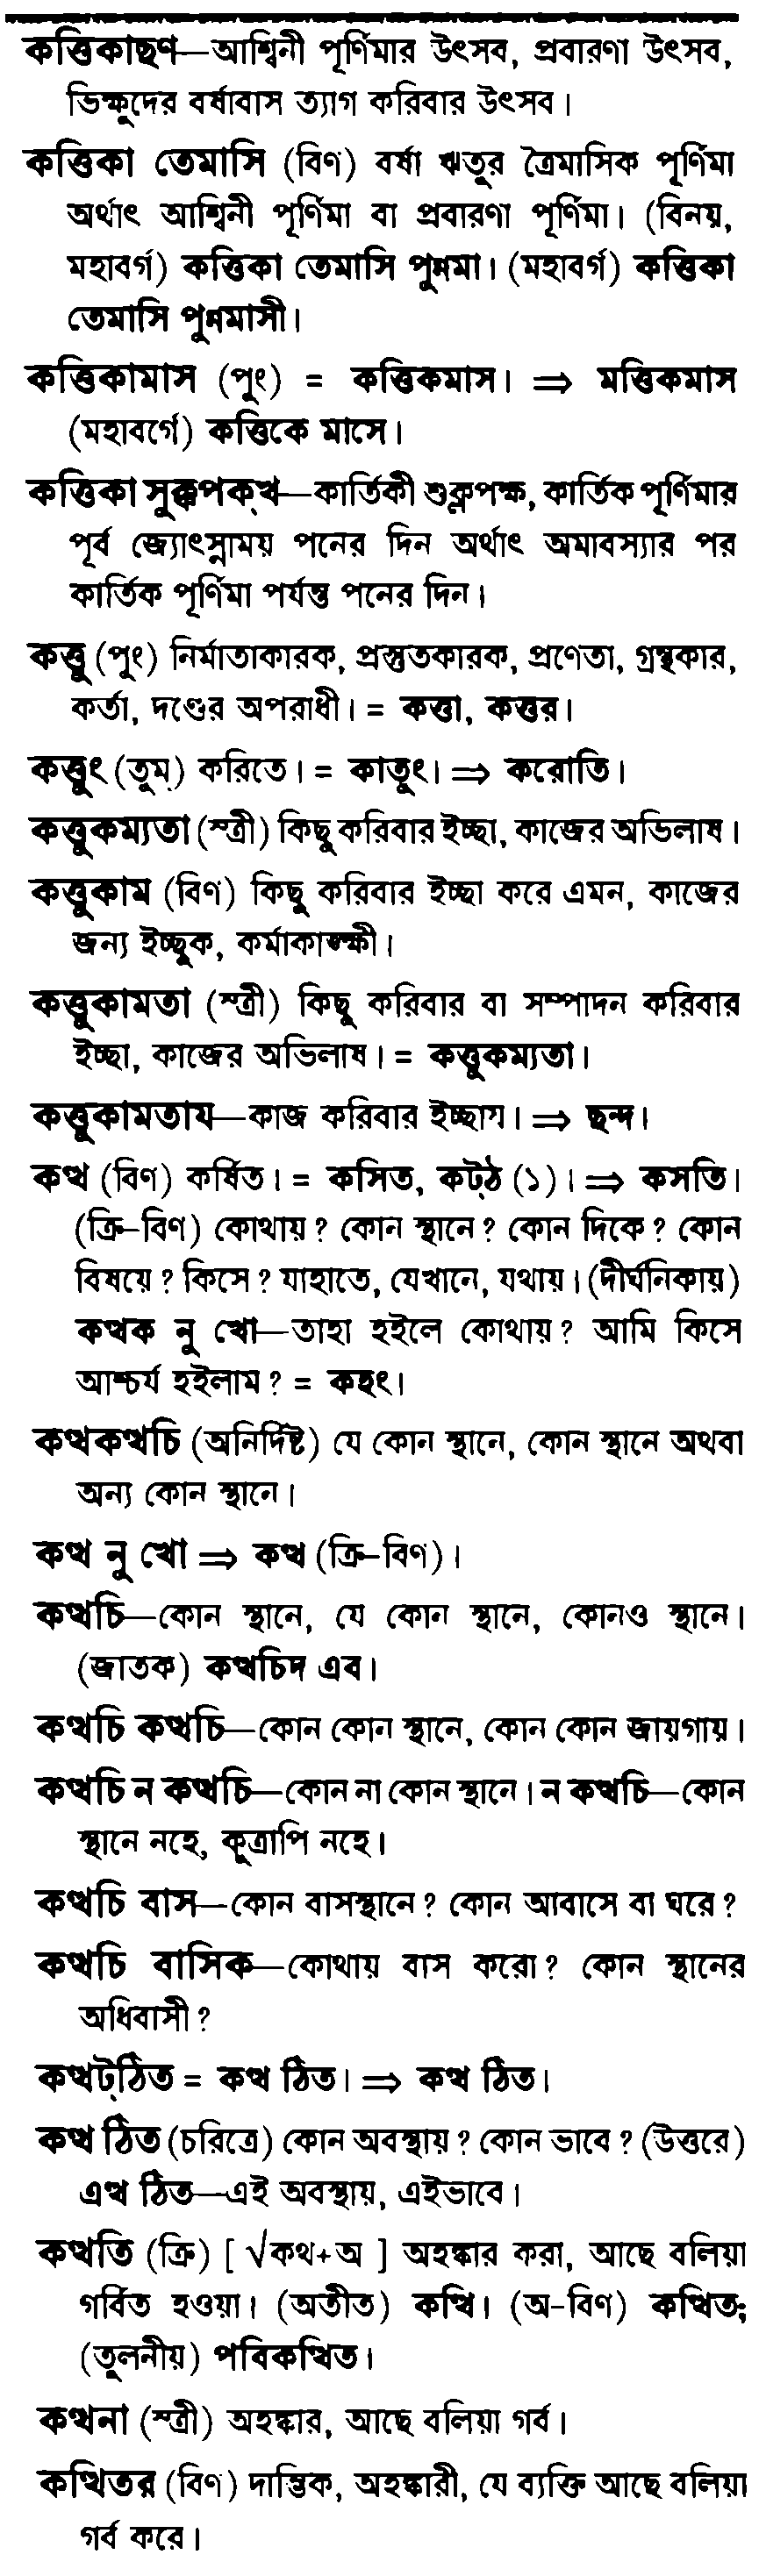 কত্তিকাছণ—আশ্বিনী পূর্ণিমার উৎসব, প্রবারণা উৎসব,
ভিক্ষুদের বর্ষাবাস ত্যাগ করিবার উৎসব।
কত্তিকা তেমাসি (বিণ) বর্ষা ঋতুর ত্রৈমাসিক পূর্ণিমা
অর্থাৎ আশ্বিনী পূর্ণিমা বা প্রবারণা পূর্ণিমা। (বিনয়,
মহাবর্গ) কত্তিকা তেমাসি পুন্নমা। (মহাবর্গ) কত্তিকা
তেমাসি পুন্নমাসী।
কত্তিকামাস (পুং) = কত্তিকমাস। ⇒ মত্তিকমাস
(মহাবর্গে) কত্তিকে মাসে।
কত্তিকা সুক্কপক্খ—কার্তিকী শুক্লপক্ষ, কার্তিক পূর্ণিমার
পূর্ব জ্যোৎস্নাময় পনের দিন অর্থাৎ অমাবস্যার পর
কার্তিক পূর্ণিমা পর্যন্ত পনের দিন।
কত্তু (পুং) নির্মাতাকারক, প্রস্তুতকারক, প্রণেতা, গ্রন্থকার,
কর্তা, দণ্ডের অপরাধী। = কত্তা, কত্তর।
কত্তুং (তুম্) করিতে। = কাতুং। ⇒ করোতি।
কত্তুকম্যতা (স্ত্রী) কিছু করিবার ইচ্ছা, কাজের অভিলাষ।
কত্তুকাম (বিণ) কিছু করিবার ইচ্ছা করে এমন, কাজের
জন্য ইচ্ছুক, কর্মাকাঙ্ক্ষী।
কত্তুকামতা (স্ত্রী) কিছু করিবার বা সম্পাদন করিবার
ইচ্ছা, কাজের অভিলাষ। = কত্তুকম্যতা।
কত্তুকামতায—কাজ করিবার ইচ্ছায়। ⇒ ছন্দ।
কত্থ (বিণ) কর্ষিত। = কসিত, কট্ঠ (১)। ⇒ কসতি।
(ক্রি-বিণ) কোথায়? কোন স্থানে? কোন দিকে? কোন
বিষয়ে? কিসে? যাহাতে, যেখানে, যথায়। (দীর্ঘনিকায়)
কত্থক নু খো—তাহা হইলে কোথায়? আমি কিসে
আশ্চর্য হইলাম? = কহং।
কত্থকত্থচি (অনির্দিষ্ট) যে কোন স্থানে, কোন স্থানে অথবা
অন্য কোন স্থানে।
কত্থ নু খো ⇒ কত্থ (ক্রি-বিণ)।
কত্থচি—কোন স্থানে, যে কোন স্থানে, কোনও স্থানে।
(জাতক) কত্থচিদ এব।
কত্থচি কত্থচি—কোন কোন স্থানে, কোন কোন জায়গায়।
কত্থচি ন কত্থচি—কোন না কোন স্থানে। ন কত্থচি—কোন
স্থানে নহে, কুত্রাপি নহে।
কত্থচি বাস—কোন বাসস্থানে? কোন আবাসে বা ঘরে?
কত্থচি বাসিক—কোথায় বাস করো? কোন স্থানের
অধিবাসী?
কত্থট্ঠিত = কত্থ ঠিত। ⇒ কত্থ ঠিত।
কত্থ ঠিত (চরিত্রে) কোন অবস্থায়? কোন ভাবে? (উত্তরে)
এত্থ ঠিত—এই অবস্থায়, এইভাবে।
কত্থতি (ক্রি) [ √কথ+অ ] অহঙ্কার করা, আছে বলিয়া
গর্বিত হওয়া। (অতীত) কত্থি। (অ-বিণ) কত্থিত;
(তুলনীয়) পবিকত্থিত।
কত্থনা (স্ত্রী) অহঙ্কার, আছে বলিয়া গর্ব।
কত্থিতর (বিণ) দাম্ভিক, অহঙ্কারী, যে ব্যক্তি আছে বলিয়া
গর্ব করে।